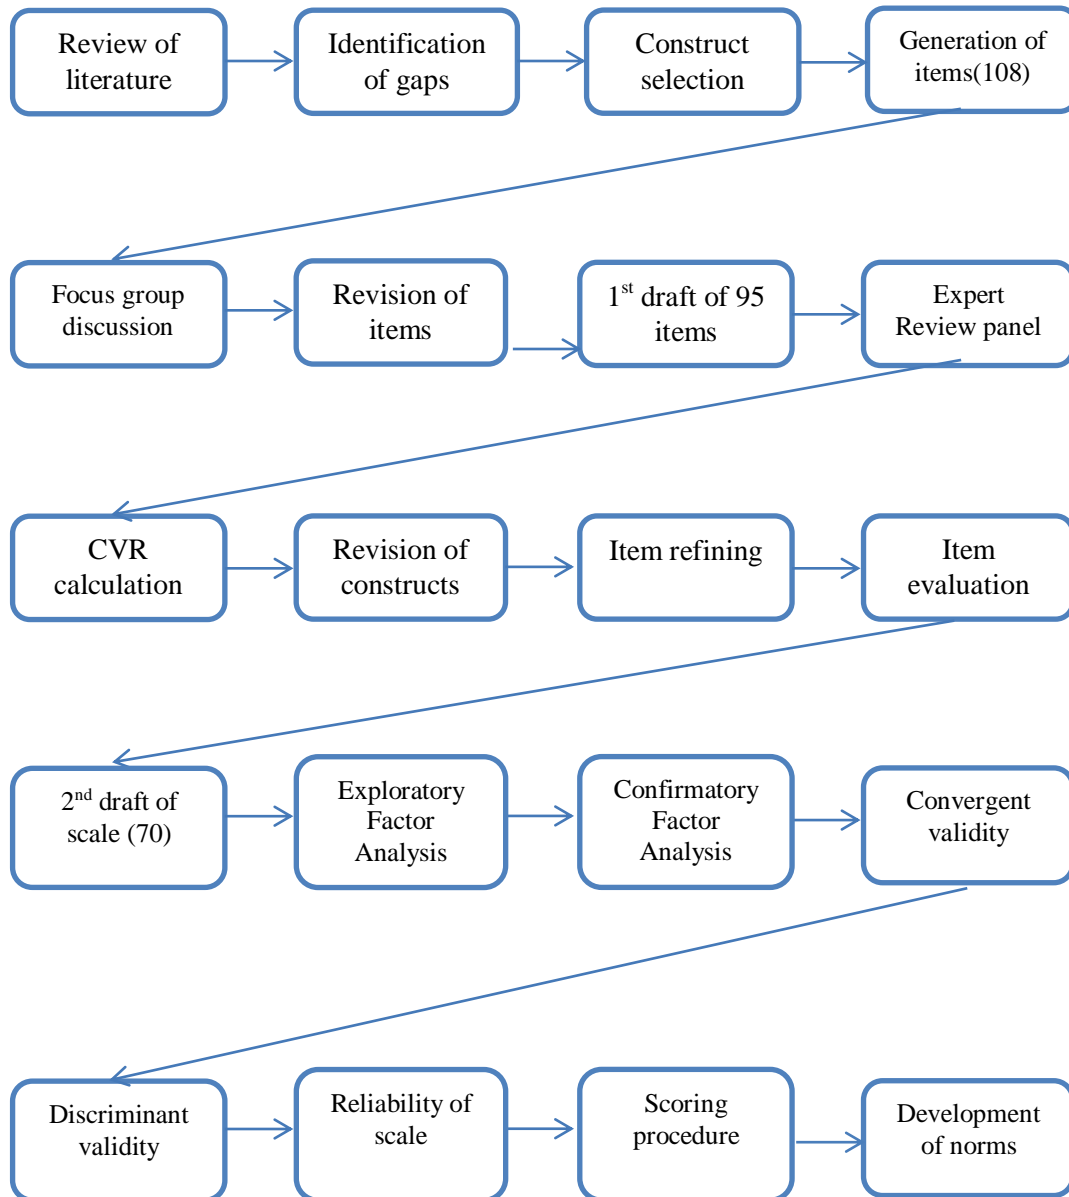 Review of
literature
Identification
of gaps
Construct
selection
Generation of
items(108)
Focus group
discussion
Revision of
items
1st draft of 95
items
Expert
Review panel
CVR
calculation
Revision of
constructs
Item refining
Item
evaluation
2nd draft of
scale (70)
Exploratory
Factor
Analysis
Confirmatory
Factor
Analysis
Convergent
validity
Discriminant
validity
Reliability of
scale
Scoring
procedure
Development
of norms